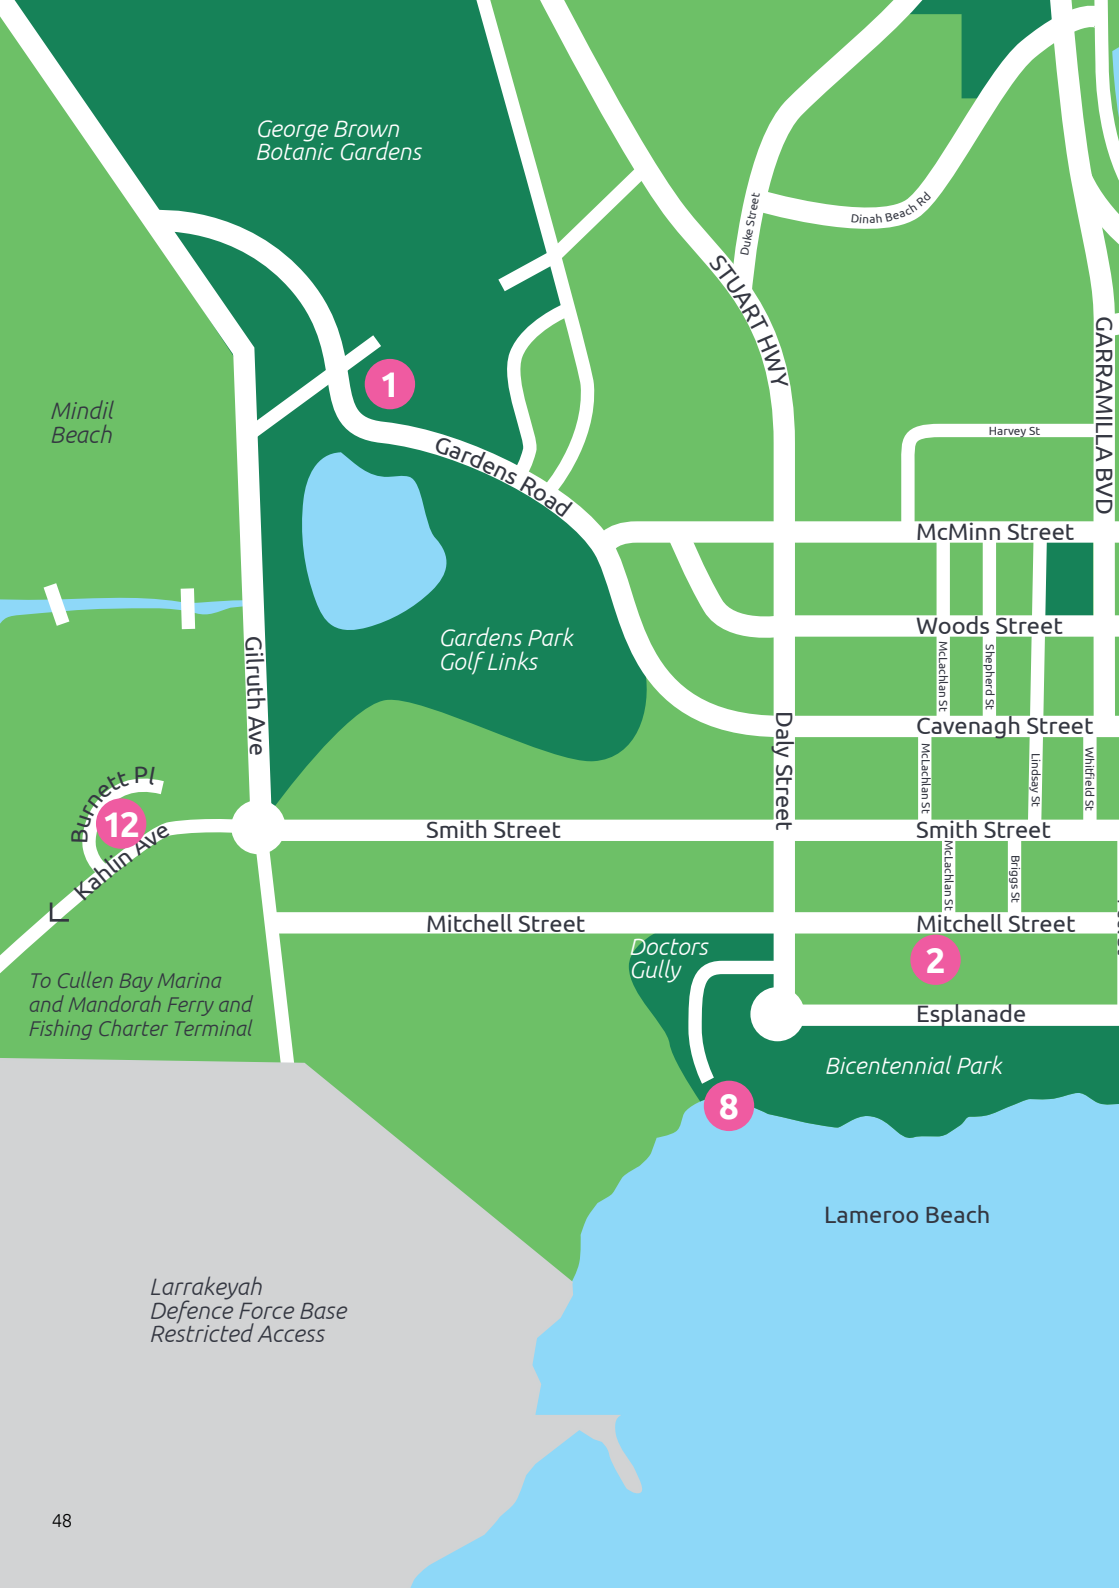 George Brown
Botanic Gardens
Duke Street
Dinah Beach Rd
STUART HWY
GARRAMILLA BVD
1
Mindil
Beach
Gardens Road
Harvey St
McMinn Street
Gardens Park
Golf Links
Woods Street
McLachlan St
Shepherd St
Gilruth Ave
Daly Street
Cavenagh Street
McLachlan St
Lindsay St
Whitfield St
Burnett Pl
12
Kahlin Ave
Smith Street
Smith Street
McLachlan St
Briggs St
Mitchell Street
Mitchell Street
Doctors
Gully
2
To Cullen Bay Marina
and Mandorah Ferry and
Fishing Charter Terminal
Esplanade
Bicentennial Park
8
Lameroo Beach
Larrakeyah
Defence Force Base
Restricted Access
48